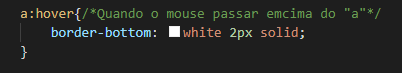 a:hover{/*Quando o mouse passar emcima do "a"*/
border-bottom: white 2px solid;
}